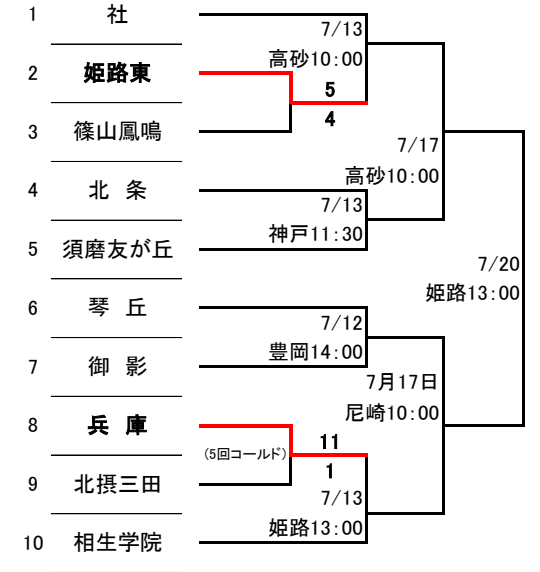 1 社
7/13
高砂10:00
2 姫路東
5
4
3 篠山鳳鳴
7/17
高砂10:00
4 北 条
7/13
神戸11:30
5 須磨友が丘
7/20
姫路13:00
6 琴 丘
7/12
豊岡14:00
7 御 影
7月17日
尼崎10:00
8 兵 庫
11
(5回コールド)
1
9 北摂三田
7/13
姫路13:00
10 相生学院